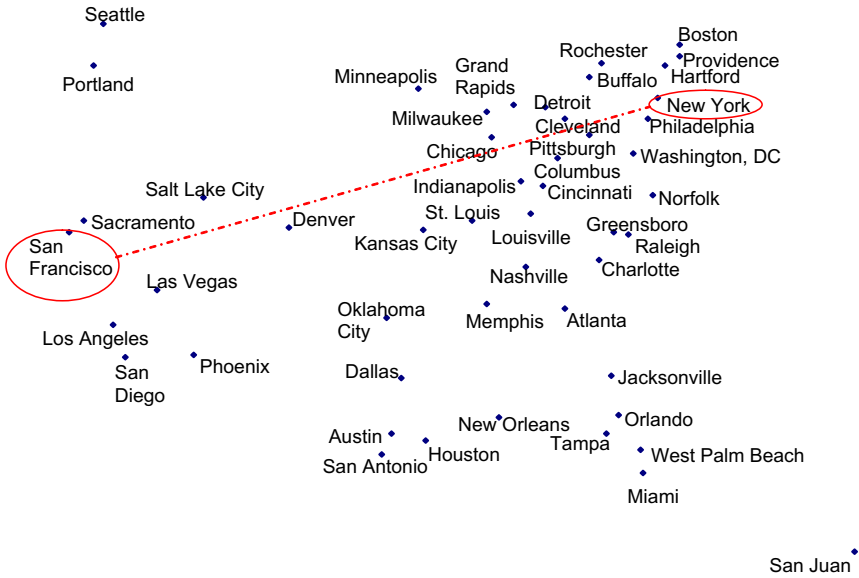 Seattle
Boston
Rochester
Providence
Grand
Rapids
Minneapolis
Portland
Buffalo
Hartford
Detroit
New York
Milwaukee
Cleveland
Philadelphia
Chicago
Pittsburgh
Washington, DC
Columbus
Salt Lake City
Indianapolis
Cincinnati
Norfolk
Sacramento
Denver
St. Louis
Greensboro
Kansas City
Louisville
Raleigh
San
Francisco
Charlotte
Las Vegas
Nashville
Oklahoma
City
Memphis
Atlanta
Los Angeles
Phoenix
San
Diego
Dallas
Jacksonville
New Orleans
Orlando
Austin
Tampa
Houston
West Palm Beach
San Antonio
Miami
San Juan